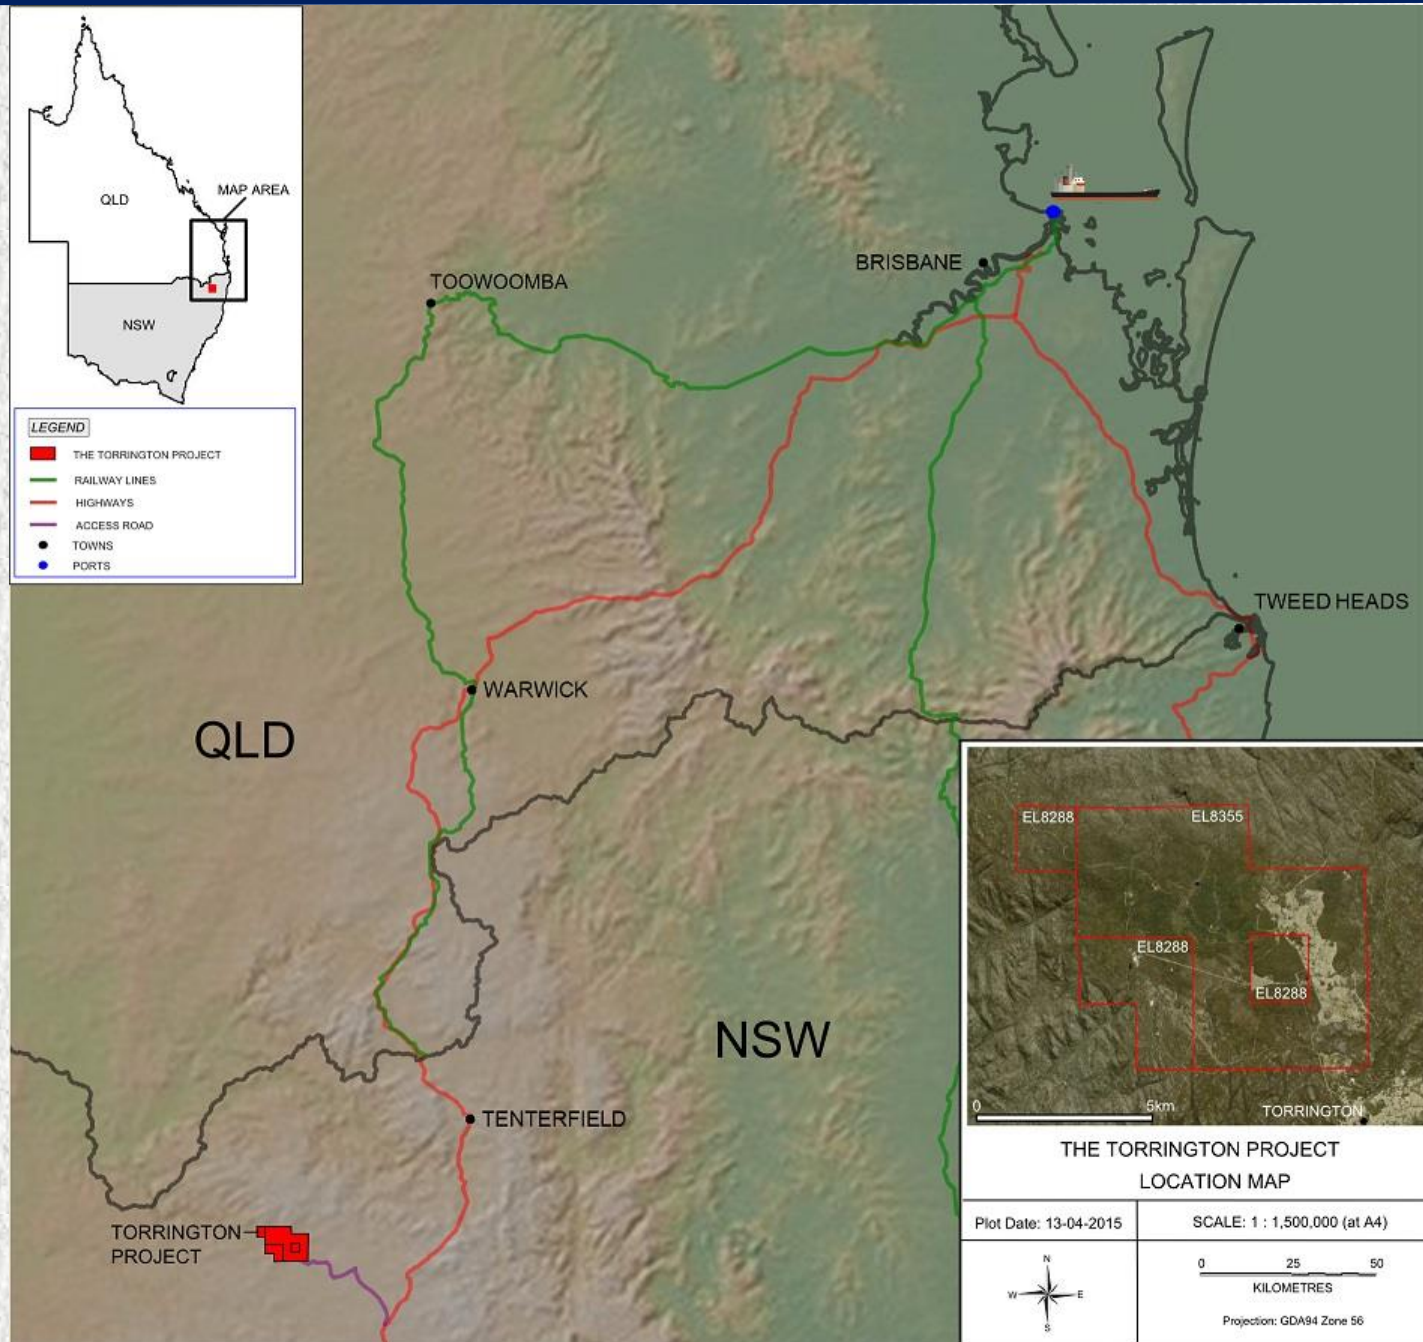 QLD
MAP AREA
NSW
LEGEND
THE TORRINGTON PROJECT
RAILWAY LINES
HIGHWAYS
ACCESS ROAD
TOWNS
PORTS
BRISBANE
TOOWOOMBA
TWEED HEADS
WARWICK
QLD
NSW
TENTERFIELD
TORRINGTON
PROJECT
EL8288
EL8355
EL8288
EL8288
0
5km
TORRINGTON
THE TORRINGTON PROJECT
LOCATION MAP
Plot Date: 13-04-2015
SCALE: 1 : 1,500,000 (at A4)
N
W
E
S
0 25 50
KILOMETRES
Projection: GDA94 Zone 56